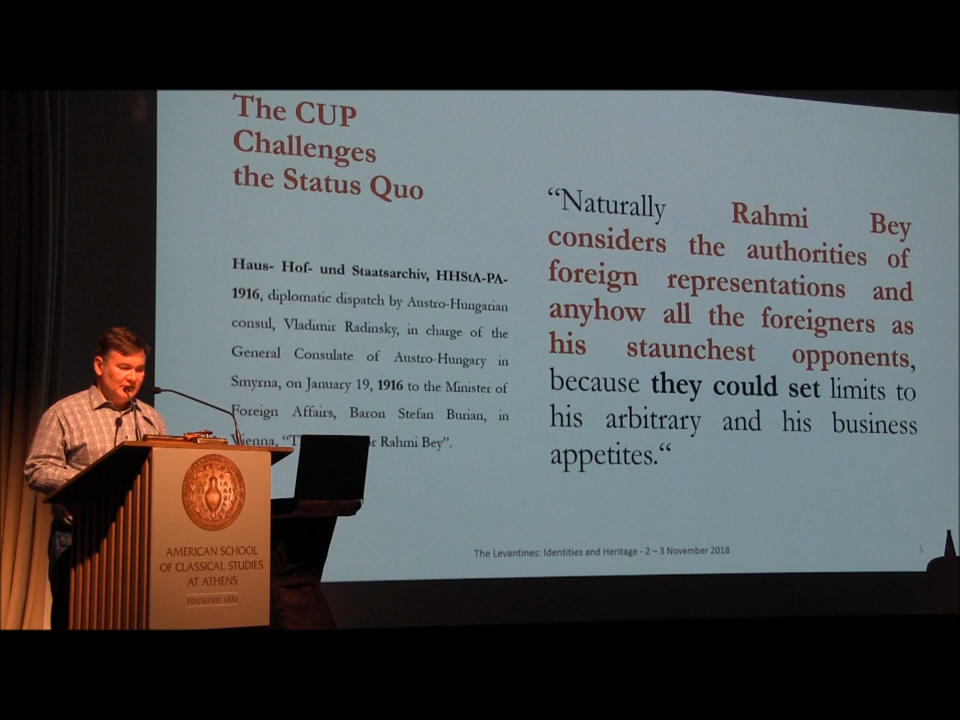 The CUP
Challenges
the Status Quo
Haus- Hof- und Staatsarchiv, HHStA-PA-
1916, diplomatic dispatch by Austro-Hungarian
consul, Vladimir Radinsky, in charge of the
General Consulate of Austro-Hungary in
Smyrna, on January 19, 1916 to the Minister of
Foreign Affairs, Baron Stefan Burian, in
Vienna, Rahmi Bey”.
“Naturally Rahmi Bey
considers the authorities of
foreign representations and
anyhow all the foreigners as
his staunchest opponents,
because they could set limits to
his arbitrary and his business
appetites.“
The Levantines: Identities and Heritage - 2 – 3 November 2018
5
AMERICAN SCHOOL
OF CLASSICAL STUDIES
AT ATHENS
FOUNDED 1881